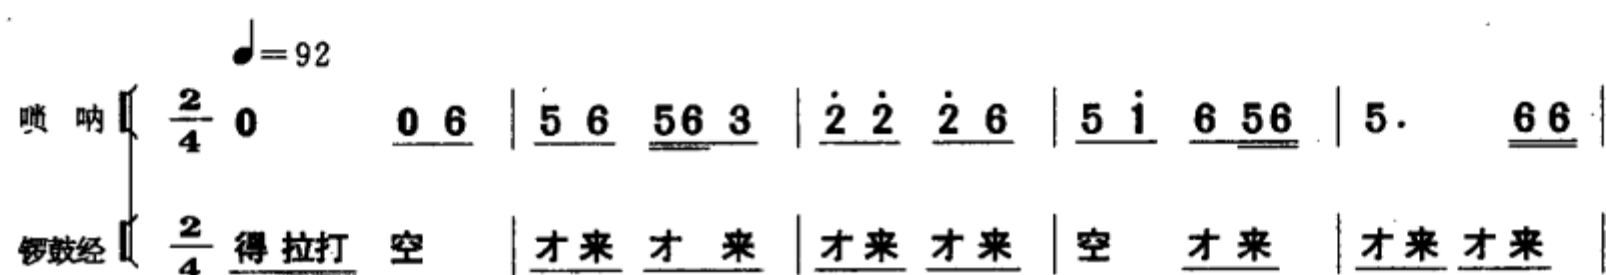 ♩=92
唢呐 2/4 0 0 6 | 5 6 56 3 | 2̇ 2̇ 2̇ 6 | 5 1̇ 6 56 | 5. 66 |
锣鼓经 2/4 得 拉打 空 | 才来 才 来 | 才来 才来 | 空 才来 | 才来 才来 |